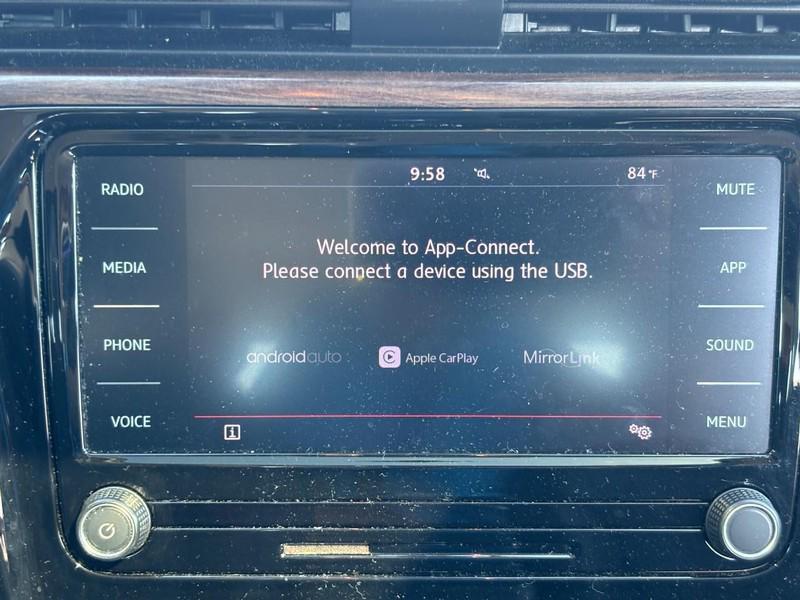 9:58
84°F
RADIO
MUTE
Welcome to App-Connect.
Please connect a device using the USB.
MEDIA
APP
PHONE
androidauto
Apple CarPlay
MirrorLink
SOUND
VOICE
i
MENU